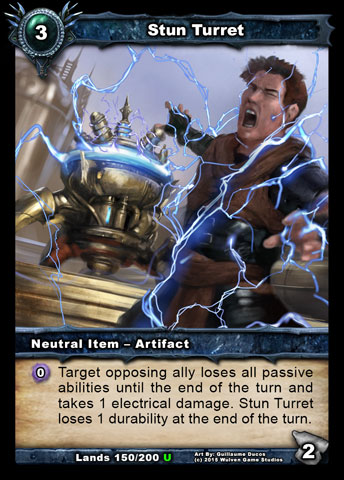 3
Stun Turret
Neutral Item – Artifact
0 Target opposing ally loses all passive
abilities until the end of the turn and
takes 1 electrical damage. Stun Turret
loses 1 durability at the end of the turn.
Lands 150/200 U
Art By: Guillaume Ducos
(c) 2015 Wulven Game Studios
2